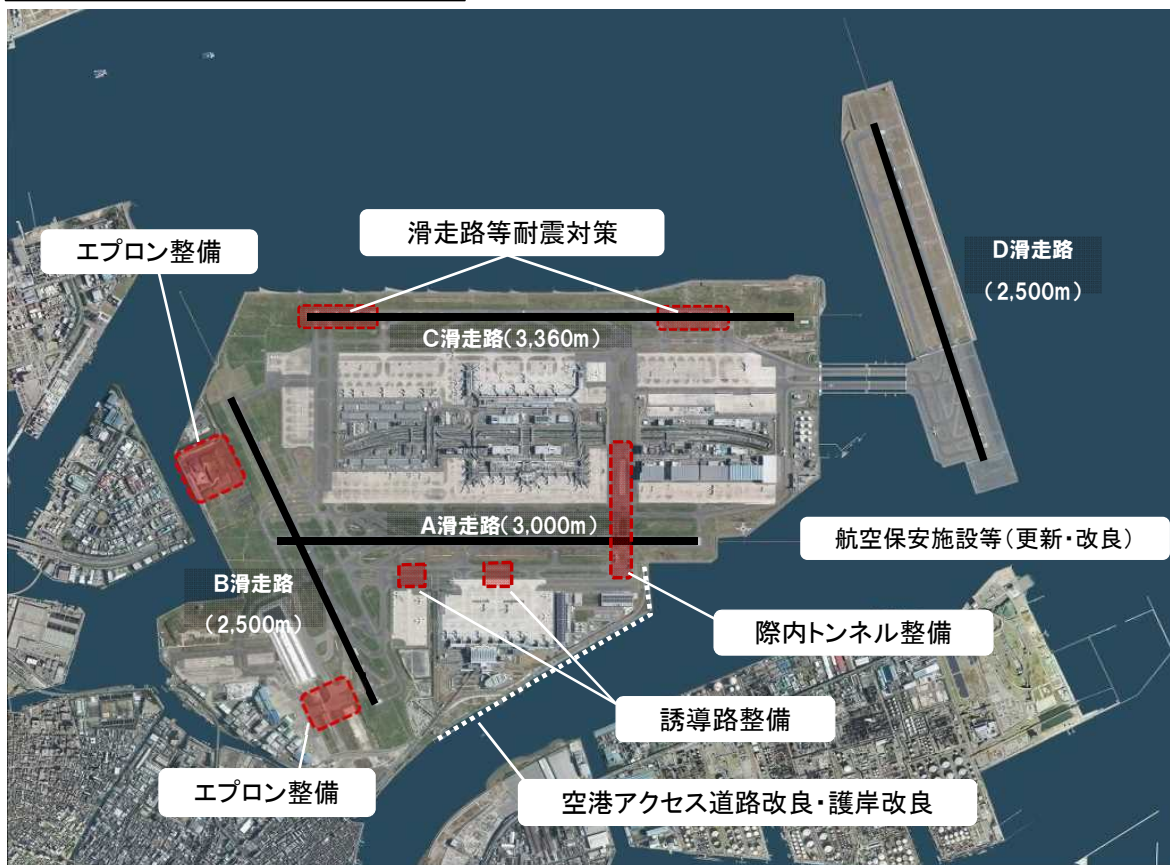 滑走路等耐震対策
エプロン整備
D滑走路
（2,500m）
C滑走路（3,360m）
A滑走路（3,000m）
航空保安施設等（更新・改良）
B滑走路
（2,500m）
際内トンネル整備
誘導路整備
エプロン整備
空港アクセス道路改良・護岸改良